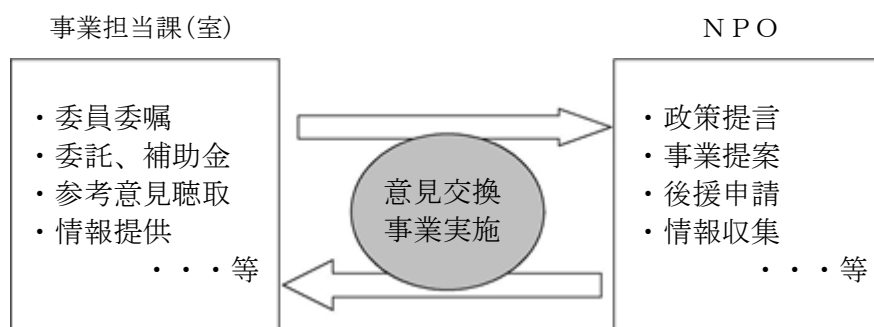 事業担当課(室)
・委員委嘱
・委託、補助金
・参考意見聴取
・情報提供
・・・等
意見交換
事業実施
ＮＰＯ
・政策提言
・事業提案
・後援申請
・情報収集
・・・等